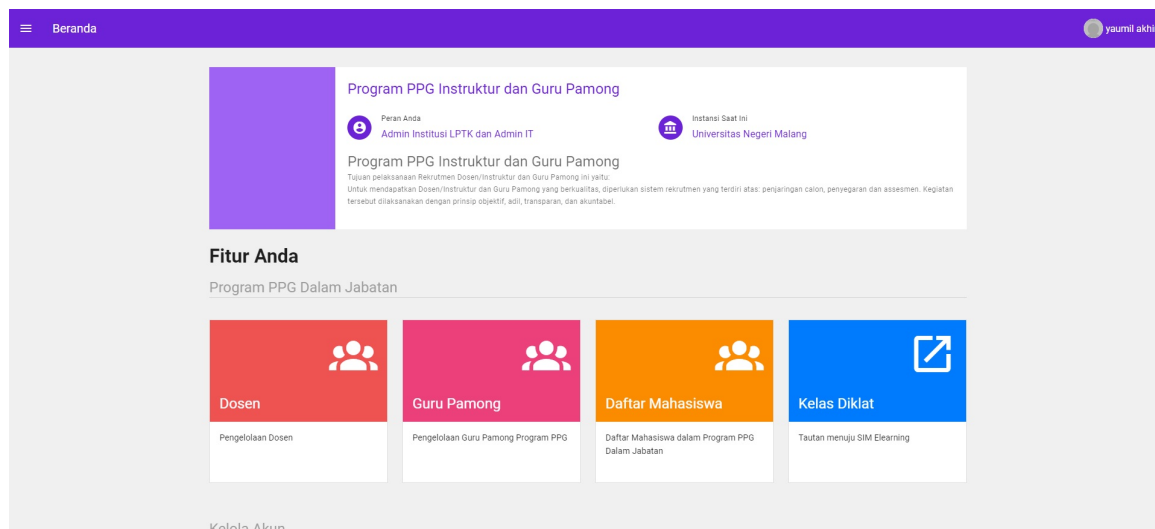 Beranda
yaumil akhi
Program PPG Instruktur dan Guru Pamong
Peran Anda
Admin Institusi LPTK dan Admin IT
Instansi Saat Ini
Universitas Negeri Malang
Program PPG Instruktur dan Guru Pamong
Tujuan pelaksanaan Rekrutmen Dosen/Instruktur dan Guru Pamong ini yaitu:
Untuk mendapatkan Dosen/Instruktur dan Guru Pamong yang berkualitas, diperlukan sistem rekrutmen yang terdiri atas: penjaringan calon, penyegaran dan assesmen. Kegiatan
tersebut dilaksanakan dengan prinsip objektif, adil, transparan, dan akuntabel.
Fitur Anda
Program PPG Dalam Jabatan
Dosen
Pengelolaan Dosen
Guru Pamong
Pengelolaan Guru Pamong Program PPG
Daftar Mahasiswa
Daftar Mahasiswa dalam Program PPG
Dalam Jabatan
Kelas Diklat
Tautan menuju SIM Elearning
Kelola Akun